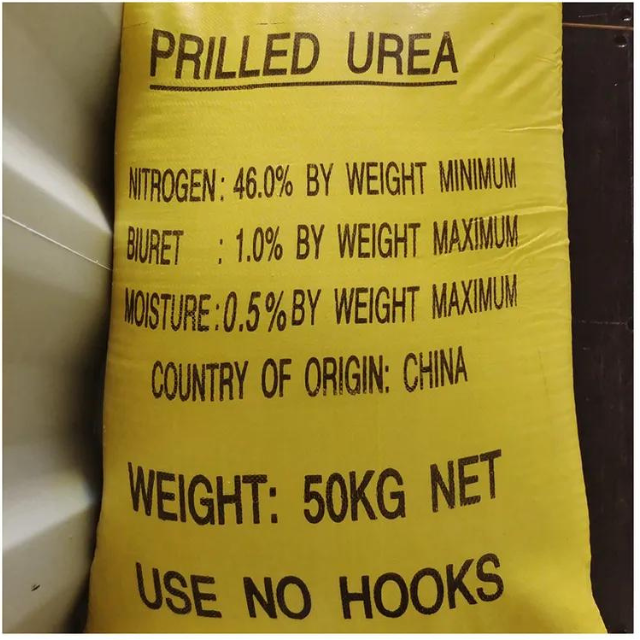 PRILLED UREA
NITROGEN: 46.0% BY WEIGHT MINIMUM
BIURET : 1.0% BY WEIGHT MAXIMUM
MOISTURE:0.5%BY WEIGHT MAXIMUM
COUNTRY OF ORIGIN: CHINA
WEIGHT: 50KG NET
USE NO HOOKS